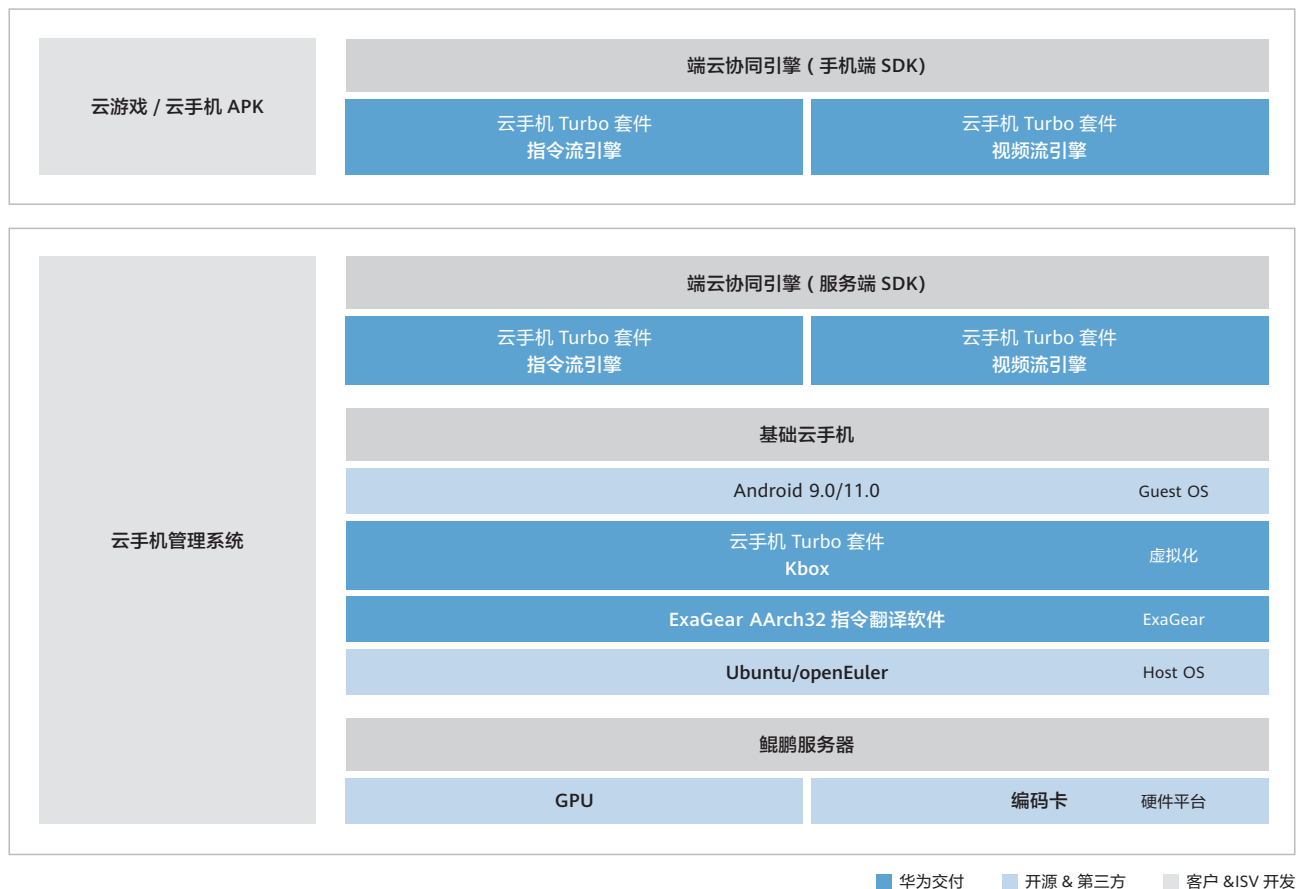 云游戏 / 云手机 APK
端云协同引擎 ( 手机端 SDK)
云手机 Turbo 套件
指令流引擎
云手机 Turbo 套件
视频流引擎
云手机管理系统
端云协同引擎 ( 服务端 SDK)
云手机 Turbo 套件
指令流引擎
云手机 Turbo 套件
视频流引擎
基础云手机
Android 9.0/11.0
Guest OS
云手机 Turbo 套件
Kbox
虚拟化
ExaGear AArch32 指令翻译软件
ExaGear
Ubuntu/openEuler
Host OS
鲲鹏服务器
GPU
编码卡
硬件平台
华为交付
开源 & 第三方
客户 &ISV 开发